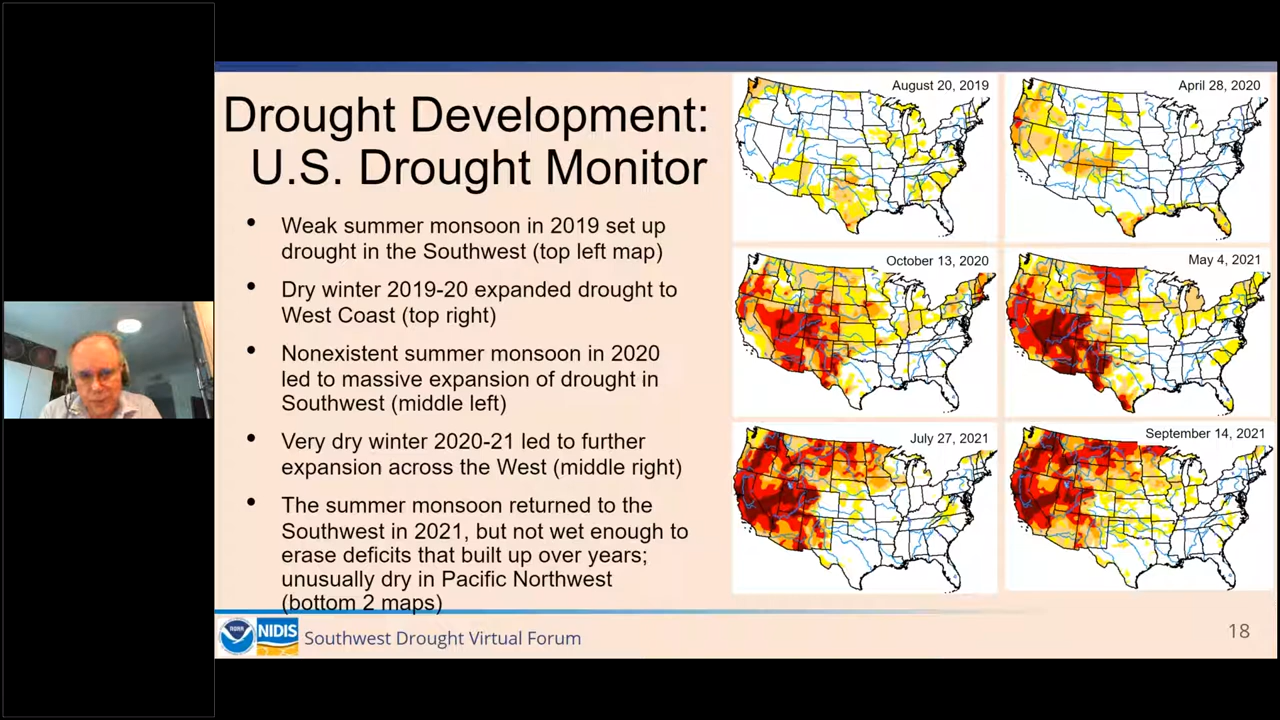 Drought Development:
U.S. Drought Monitor
• Weak summer monsoon in 2019 set up
drought in the Southwest (top left map)
• Dry winter 2019-20 expanded drought to
West Coast (top right)
• Nonexistent summer monsoon in 2020
led to massive expansion of drought in
Southwest (middle left)
• Very dry winter 2020-21 led to further
expansion across the West (middle right)
• The summer monsoon returned to the
Southwest in 2021, but not wet enough to
erase deficits that built up over years;
unusually dry in Pacific Northwest
(bottom 2 maps)
August 20, 2019
April 28, 2020
October 13, 2020
May 4, 2021
July 27, 2021
September 14, 2021
NOAA
NIDIS
Southwest Drought Virtual Forum
18